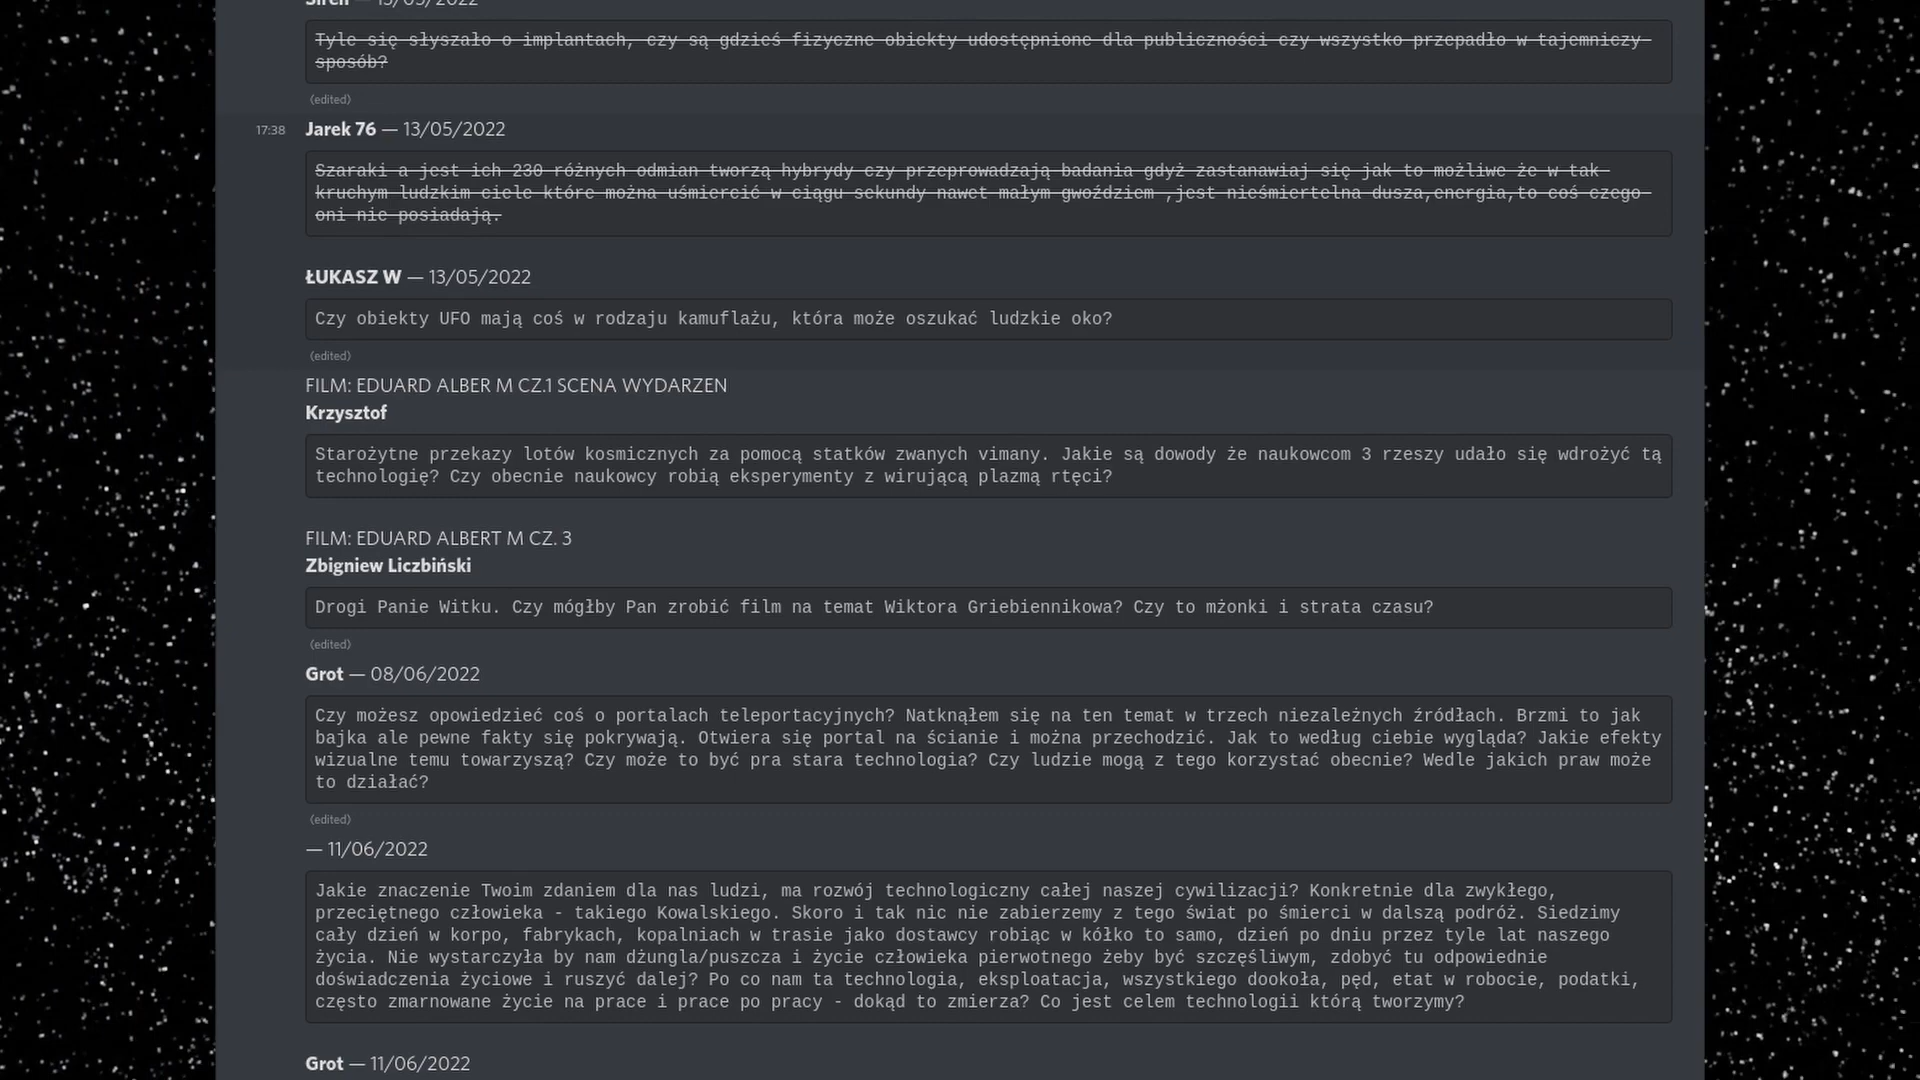 Siren — 13/05/2022
Tyle się słyszało o implantach, czy są gdzieś fizyczne obiekty udostępnione dla publiczności czy wszystko przepadło w tajemniczy
sposób?
(edited)
17:38 Jarek 76 — 13/05/2022
Szaraki a jest ich 230 różnych odmian tworzą hybrydy czy przeprowadzają badania gdyż zastanawiaj się jak to możliwe że w tak
kruchym ludzkim ciele które można uśmiercić w ciągu sekundy nawet małym gwoździem ,jest nieśmiertelna dusza,energia,to coś czego
oni nie posiadają.
ŁUKASZ W — 13/05/2022
Czy obiekty UFO mają coś w rodzaju kamuflażu, która może oszukać ludzkie oko?
(edited)
FILM: EDUARD ALBER M CZ.1 SCENA WYDARZEN
Krzysztof
Starożytne przekazy lotów kosmicznych za pomocą statków zwanych vimany. Jakie są dowody że naukowcom 3 rzeszy udało się wdrożyć tą
technologię? Czy obecnie naukowcy robią eksperymenty z wirującą plazmą rtęci?
FILM: EDUARD ALBERT M CZ. 3
Zbigniew Liczbiński
Drogi Panie Witku. Czy mógłby Pan zrobić film na temat Wiktora Griebiennikowa? Czy to mżonki i strata czasu?
(edited)
Grot — 08/06/2022
Czy możesz opowiedzieć coś o portalach teleportacyjnych? Natknąłem się na ten temat w trzech niezależnych źródłach. Brzmi to jak
bajka ale pewne fakty się pokrywają. Otwiera się portal na ścianie i można przechodzić. Jak to według ciebie wygląda? Jakie efekty
wizualne temu towarzyszą? Czy może to być pra stara technologia? Czy ludzie mogą z tego korzystać obecnie? Wedle jakich praw może
to działać?
(edited)
— 11/06/2022
Jakie znaczenie Twoim zdaniem dla nas ludzi, ma rozwój technologiczny całej naszej cywilizacji? Konkretnie dla zwykłego,
przeciętnego człowieka - takiego Kowalskiego. Skoro i tak nic nie zabierzemy z tego świat po śmierci w dalszą podróż. Siedzimy
cały dzień w korpo, fabrykach, kopalniach w trasie jako dostawcy robiąc w kółko to samo, dzień po dniu przez tyle lat naszego
życia. Nie wystarczyła by nam dżungla/puszcza i życie człowieka pierwotnego żeby być szczęśliwym, zdobyć tu odpowiednie
doświadczenia życiowe i ruszyć dalej? Po co nam ta technologia, eksploatacja, wszystkiego dookoła, pęd, etat w robocie, podatki,
często zmarnowane życie na prace i prace po pracy - dokąd to zmierza? Co jest celem technologii którą tworzymy?
Grot — 11/06/2022